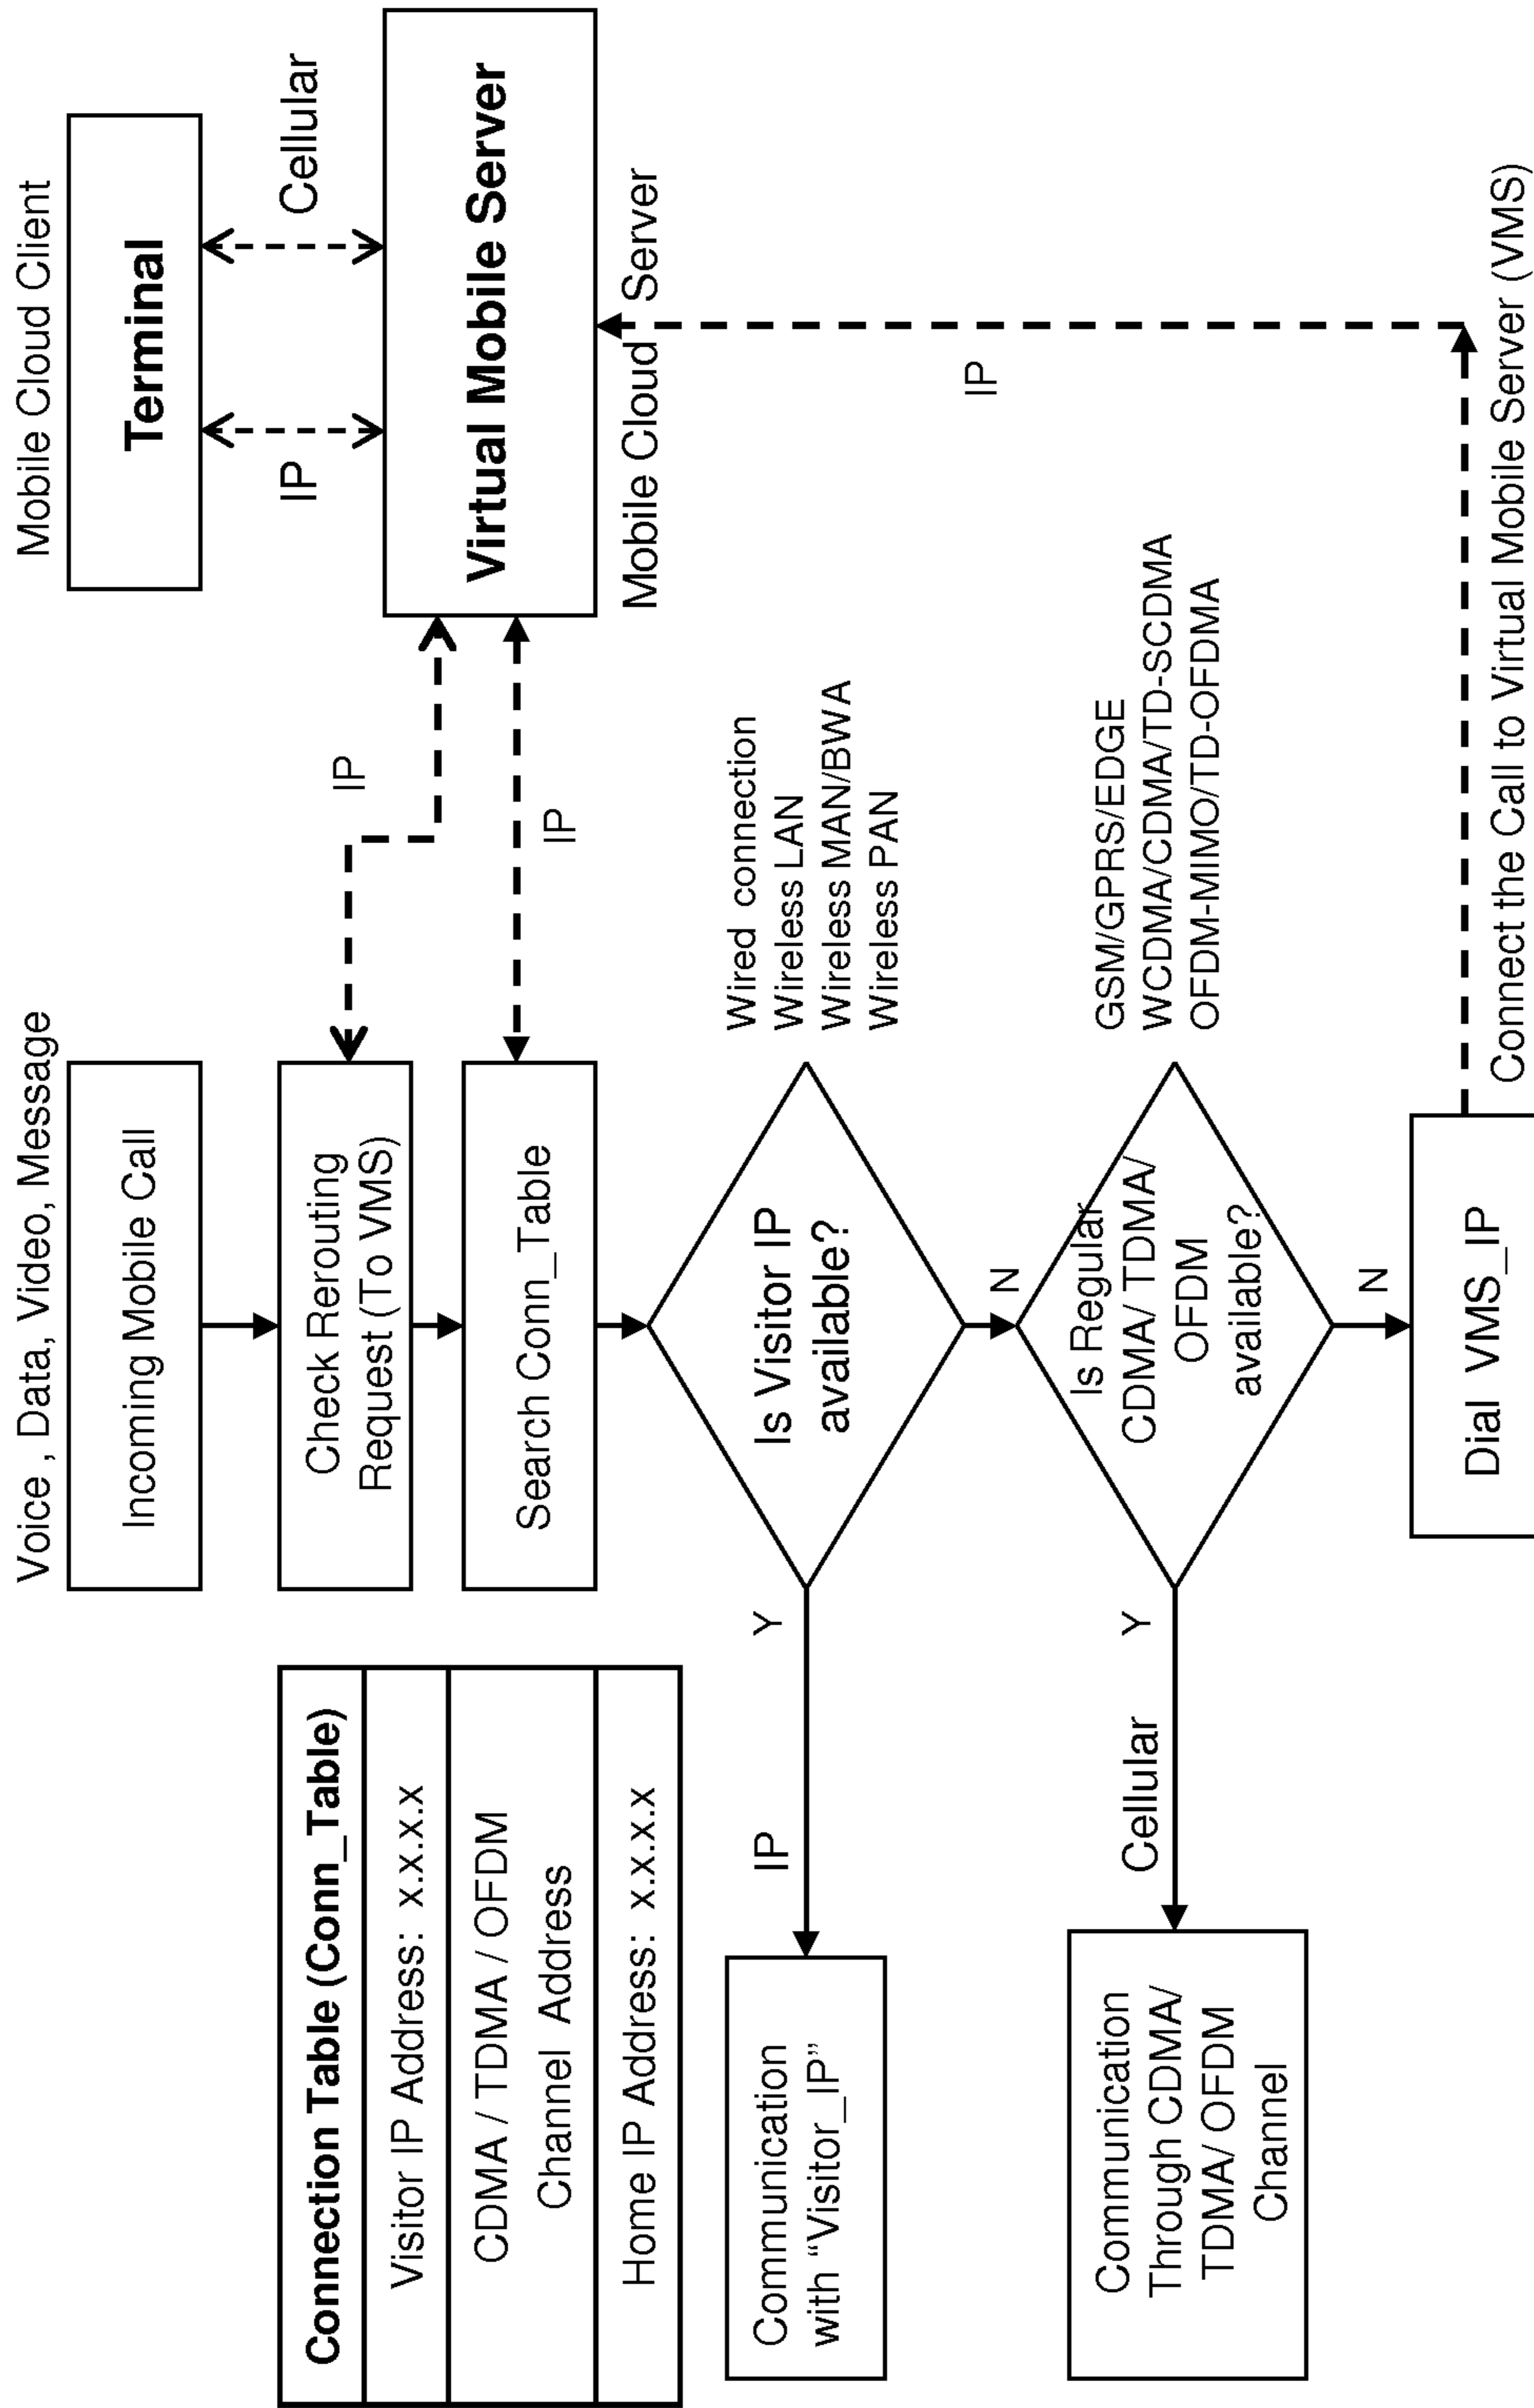 Voice , Data, Video, Message
Incoming Mobile Call
Check Rerouting
Request (To VMS)
Search Conn_Table
Is Visitor IP
available?
Y
N
Is Regular
CDMA/ TDMA/
OFDM
available?
Y
N
Dial VMS_IP
Connection Table (Conn_Table)
Visitor IP Address: x.x.x.x
CDMA / TDMA / OFDM
Channel Address
Home IP Address: x.x.x.x
IP
Communication
with “Visitor_IP”
Cellular
Communication
Through CDMA/
TDMA/ OFDM
Channel
Mobile Cloud Client
Terminal
IP
Cellular
Virtual Mobile Server
Mobile Cloud Server
IP
IP
Wired connection
Wireless LAN
Wireless MAN/BWA
Wireless PAN
GSM/GPRS/EDGE
WCDMA/CDMA/TD-SCDMA
OFDM-MIMO/TD-OFDMA
IP
Connect the Call to Virtual Mobile Server (VMS)